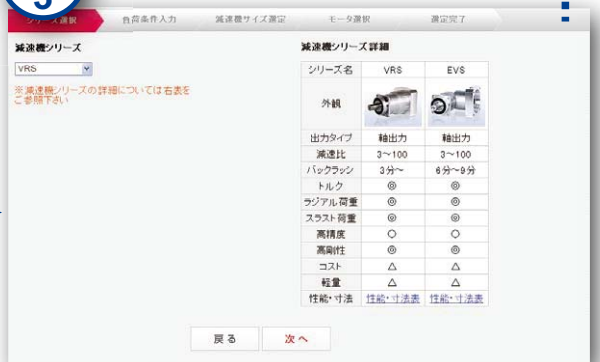 シリーズ選択 負荷条件入力 減速機サイズ選定 モータ選択 選定完了
減速機シリーズ
VRS
※減速機シリーズの詳細については右表を
ご参照下さい
減速機シリーズ詳細
シリーズ名 VRS EVS
外観
出力タイプ 軸出力 軸出力
減速比 3～100 3～100
バックラッシ 3分～ 6分～9分
トルク ◎ ◎
ラジアル荷重 ◎ ◎
スラスト荷重 ◎ ◎
高精度 ○ ○
高剛性 ◎ ◎
コスト △ △
軽量 △ △
性能・寸法 性能・寸法表 性能・寸法表
戻る 次へ